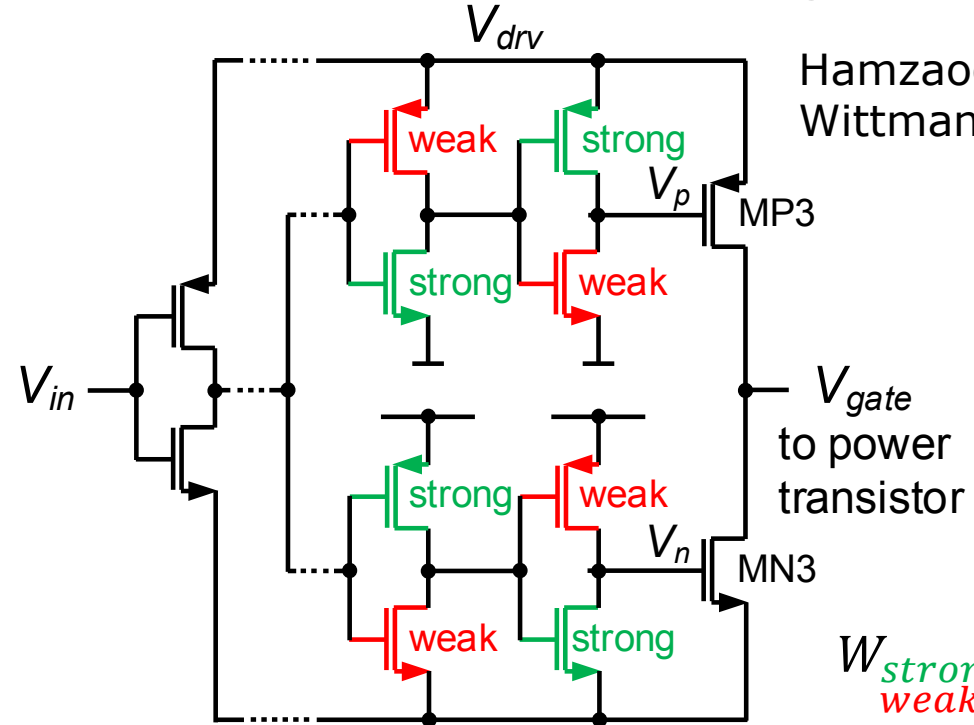 V_drv
Hamzao
Wittman
weak
strong
V_p
MP3
strong
weak
V_in
V_gate
to power
transistor
strong
weak
V_n
MN3
weak
strong
W_stron
weak